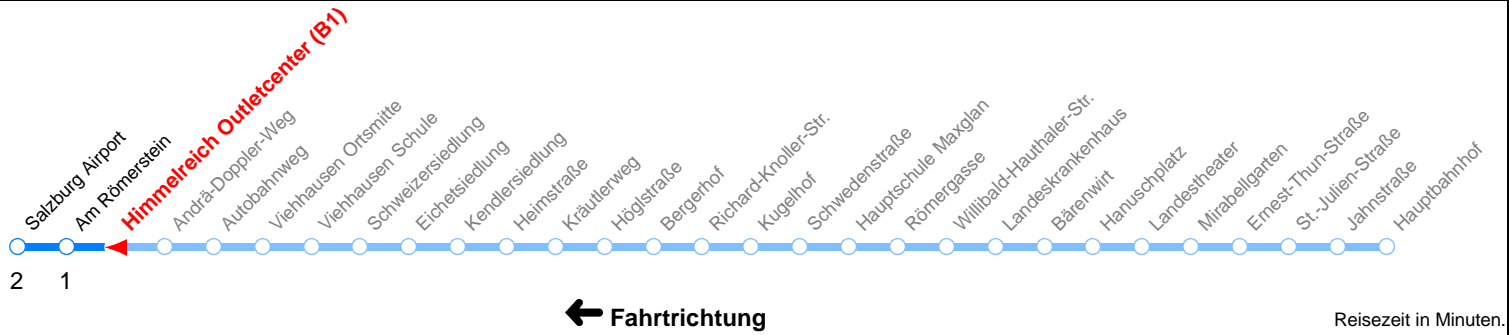 Salzburg Airport
Am Römerstein
Himmelreich Outletcenter (B1)
Andrä-Doppler-Weg
Autobahnweg
Viehhausen Ortsmitte
Viehhausen Schule
Schweizersiedlung
Eichetsiedlung
Kendlersiedlung
Heimstraße
Kräutlerweg
Höglstraße
Bergerhof
Richard-Knoller-Str.
Kugelhof
Schwedenstraße
Hauptschule Maxglan
Römergasse
Willibald-Hauthaler-Str.
Landeskrankenhaus
Bärenwirt
Hanuschplatz
Landestheater
Mirabellgarten
Ernest-Thun-Straße
St.-Julien-Straße
Jahnstraße
Hauptbahnhof
2 1
Fahrtrichtung
Reisezeit in Minuten.